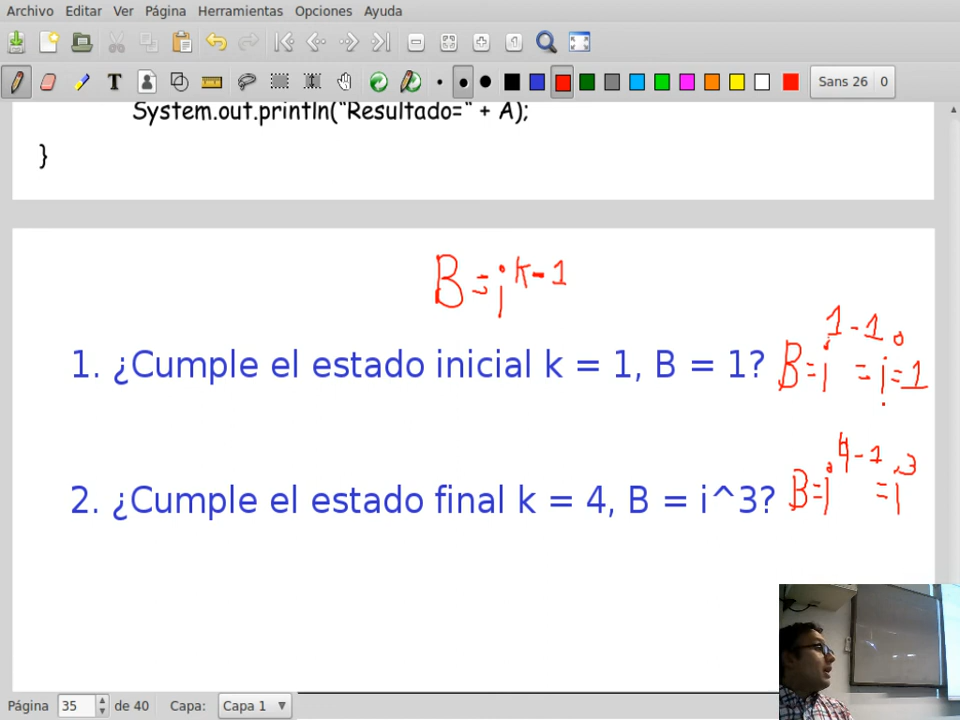 Archivo Editar Ver Página Herramientas Opciones Ayuda
Sans 26 0
System.out.println("Resultado=" + A);
}
B = i^k-1
1. ¿Cumple el estado inicial k = 1, B = 1? B = i^1-1 = i^0 = 1
2. ¿Cumple el estado final k = 4, B = i^3? B = i^4-1 = i^3
Página 35 de 40 Capa: Capa 1